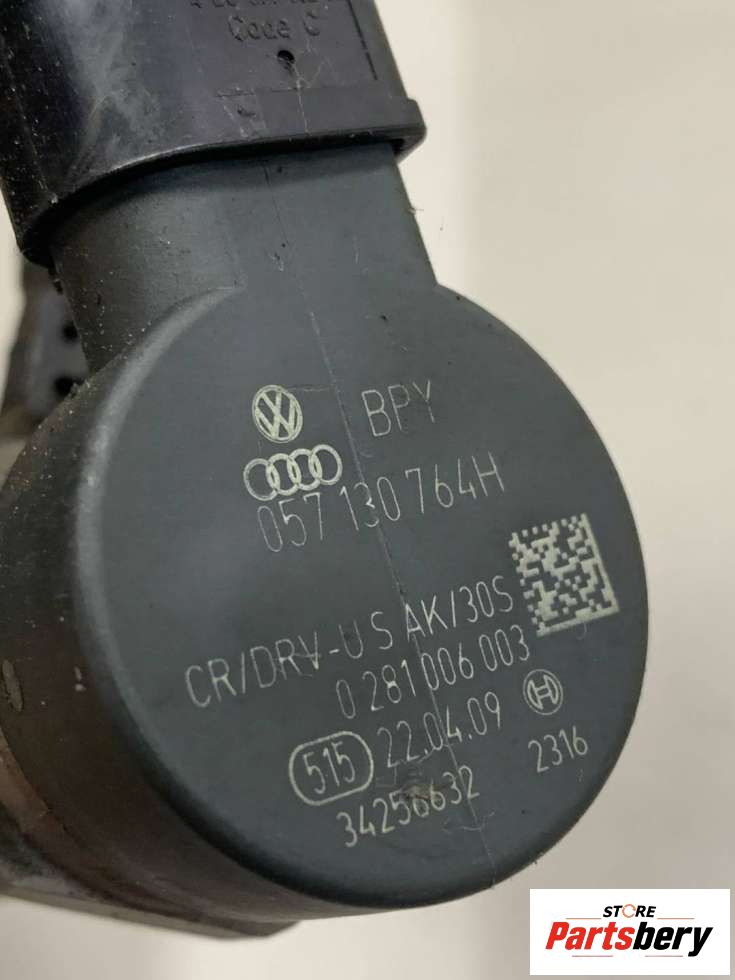 Code C
BPY
057 130 764H
CR/DRV-U S AK/30S
0 281 006 003
515 22.04.09
34256632 2316
STORE
Partsbery